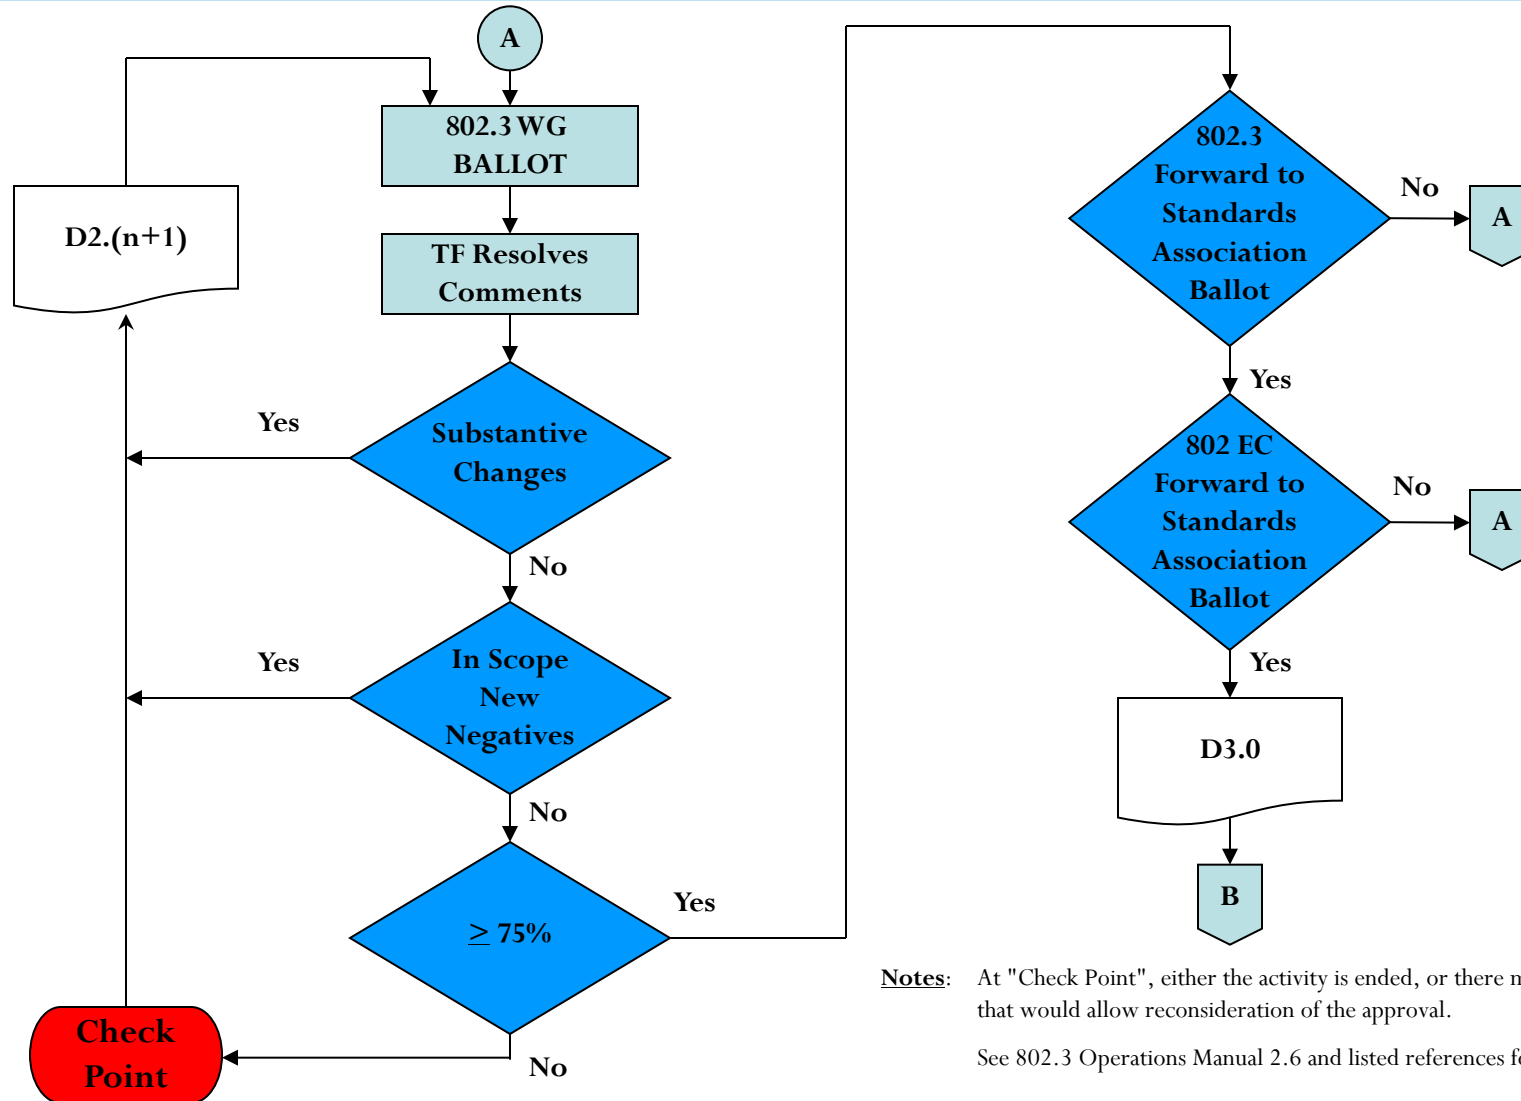 A
802.3 WG
BALLOT
D2.(n+1)
TF Resolves
Comments
Yes
Substantive
Changes
No
Yes
In Scope
New
Negatives
No
≥ 75%
Yes
No
Check
Point
802.3
Forward to
Standards
Association
Ballot
No
A
Yes
802 EC
Forward to
Standards
Association
Ballot
No
A
Yes
D3.0
B
Notes: At "Check Point", either the activity is ended, or there
that would allow reconsideration of the approval.
See 802.3 Operations Manual 2.6 and listed references